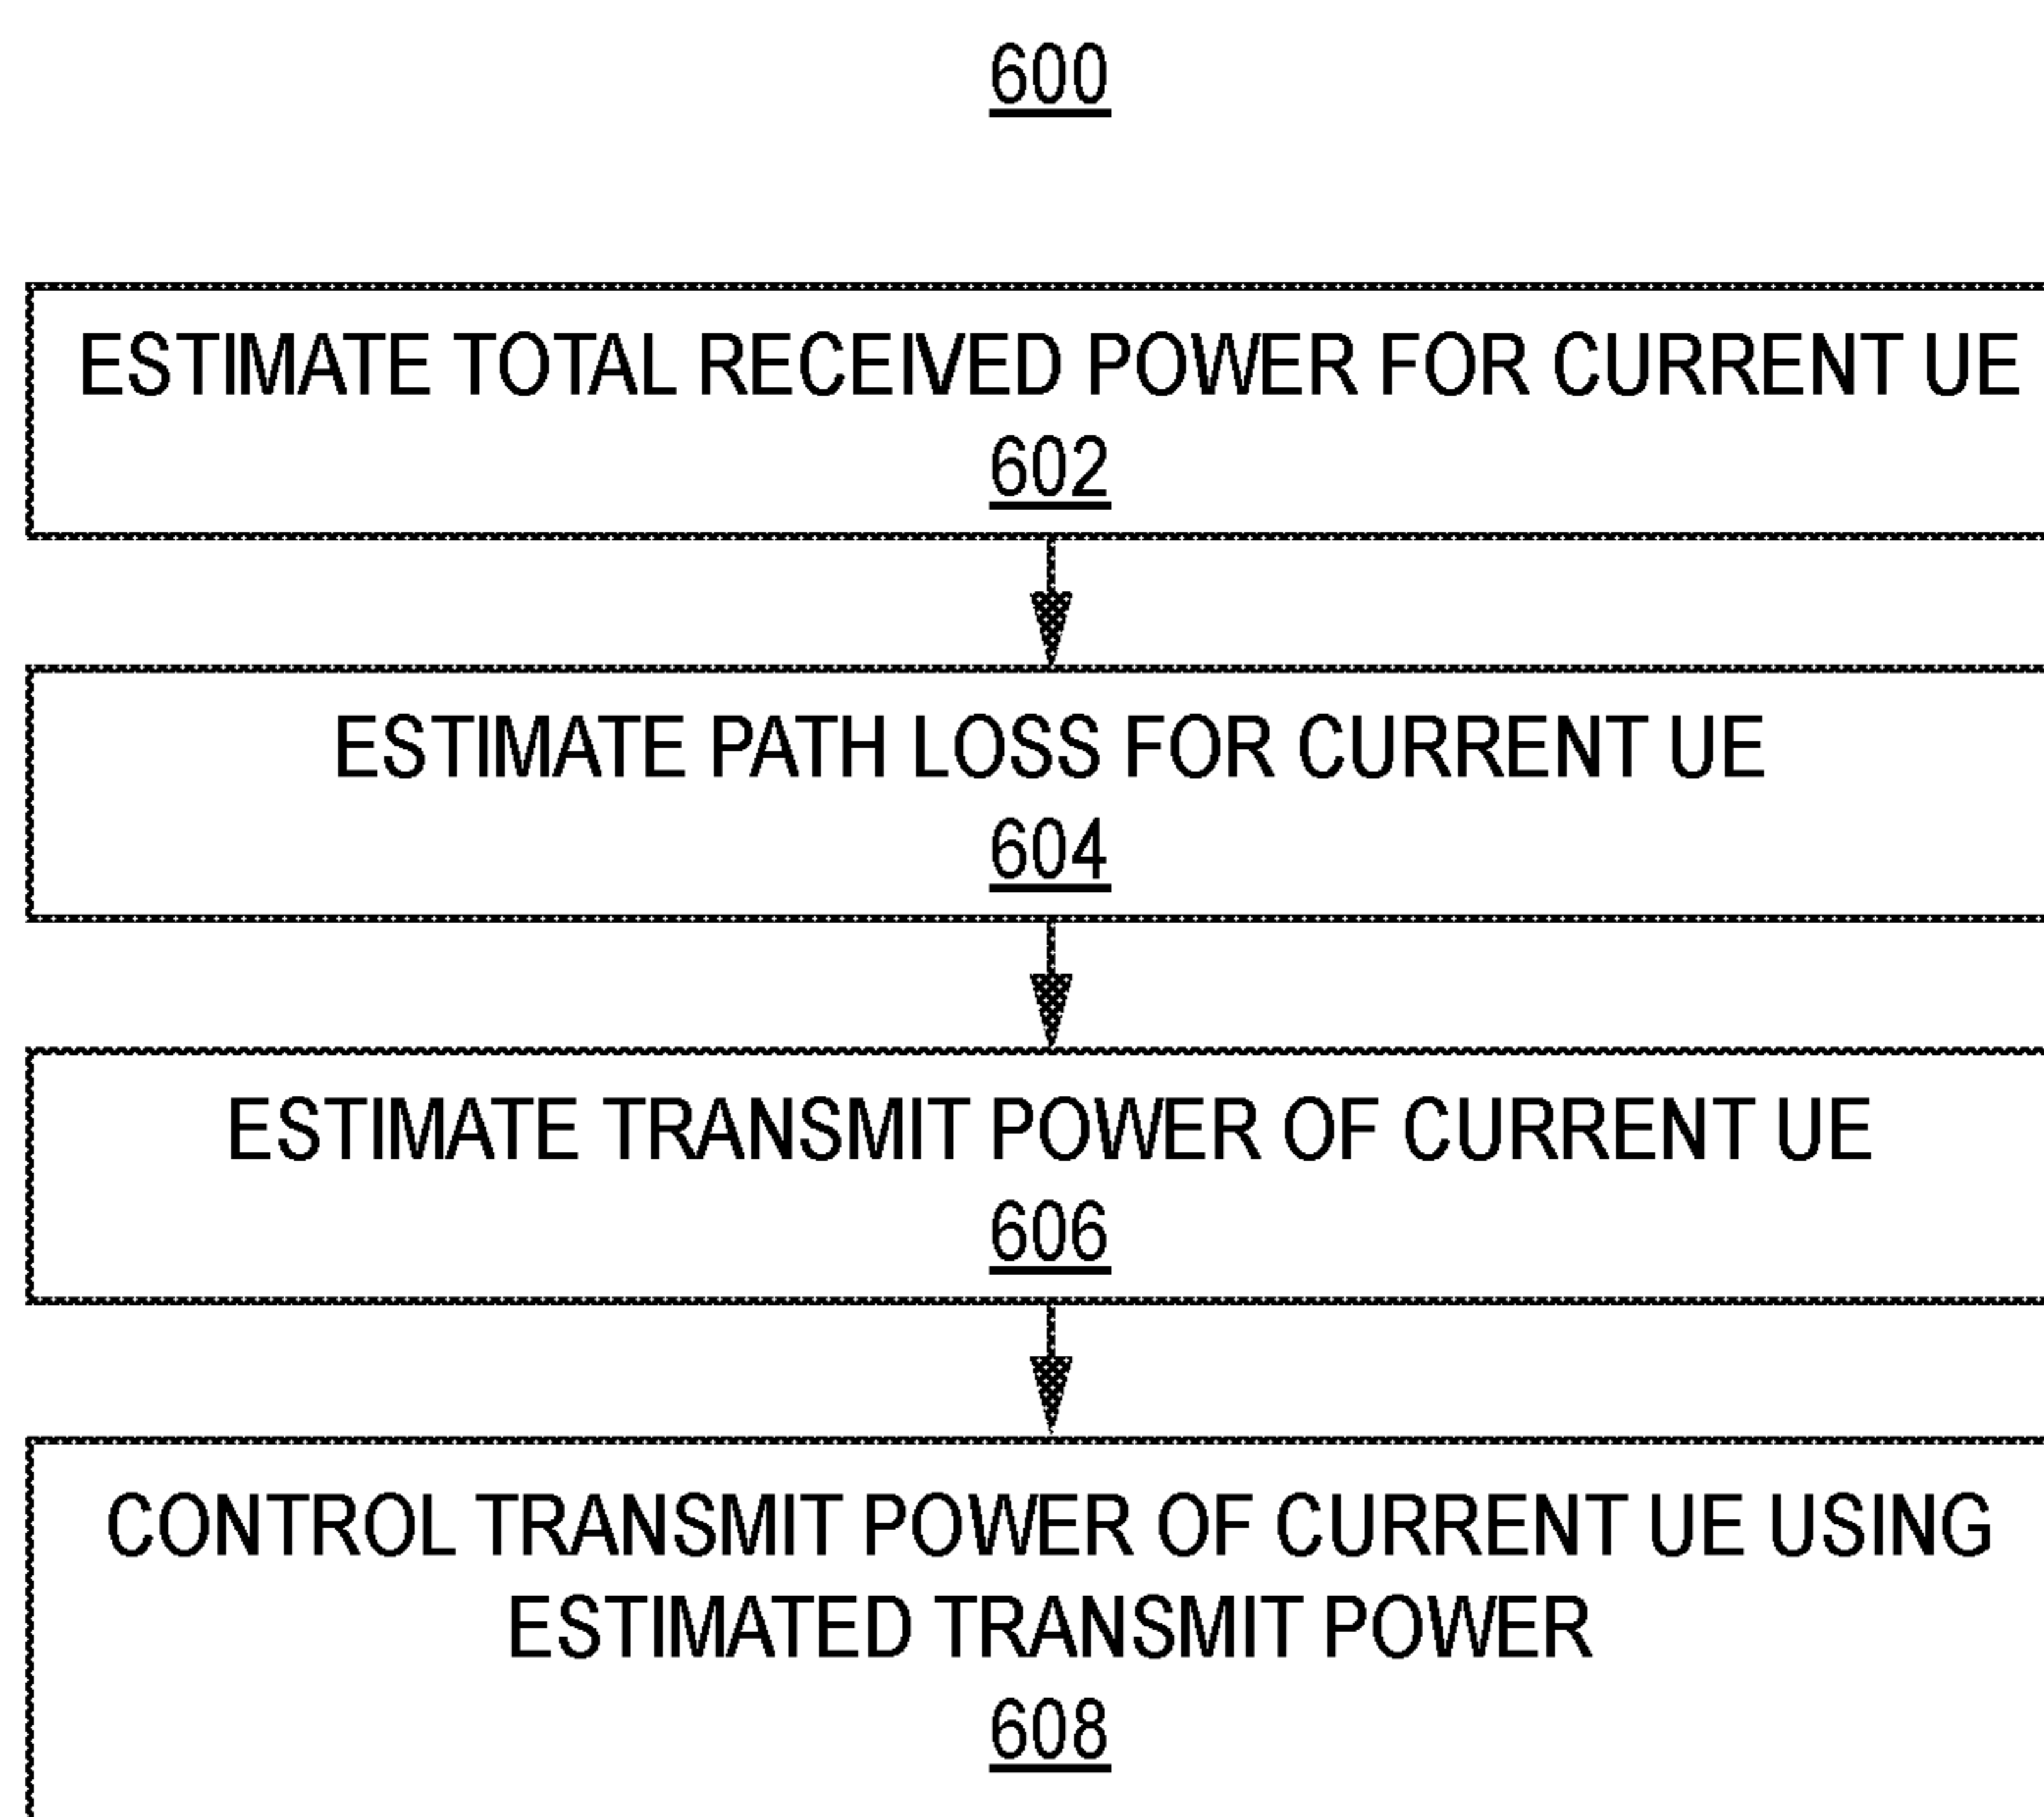 600
ESTIMATE TOTAL RECEIVED POWER FOR CURRENT UE
602
ESTIMATE PATH LOSS FOR CURRENT UE
604
ESTIMATE TRANSMIT POWER OF CURRENT UE
606
CONTROL TRANSMIT POWER OF CURRENT UE USING
ESTIMATED TRANSMIT POWER
608